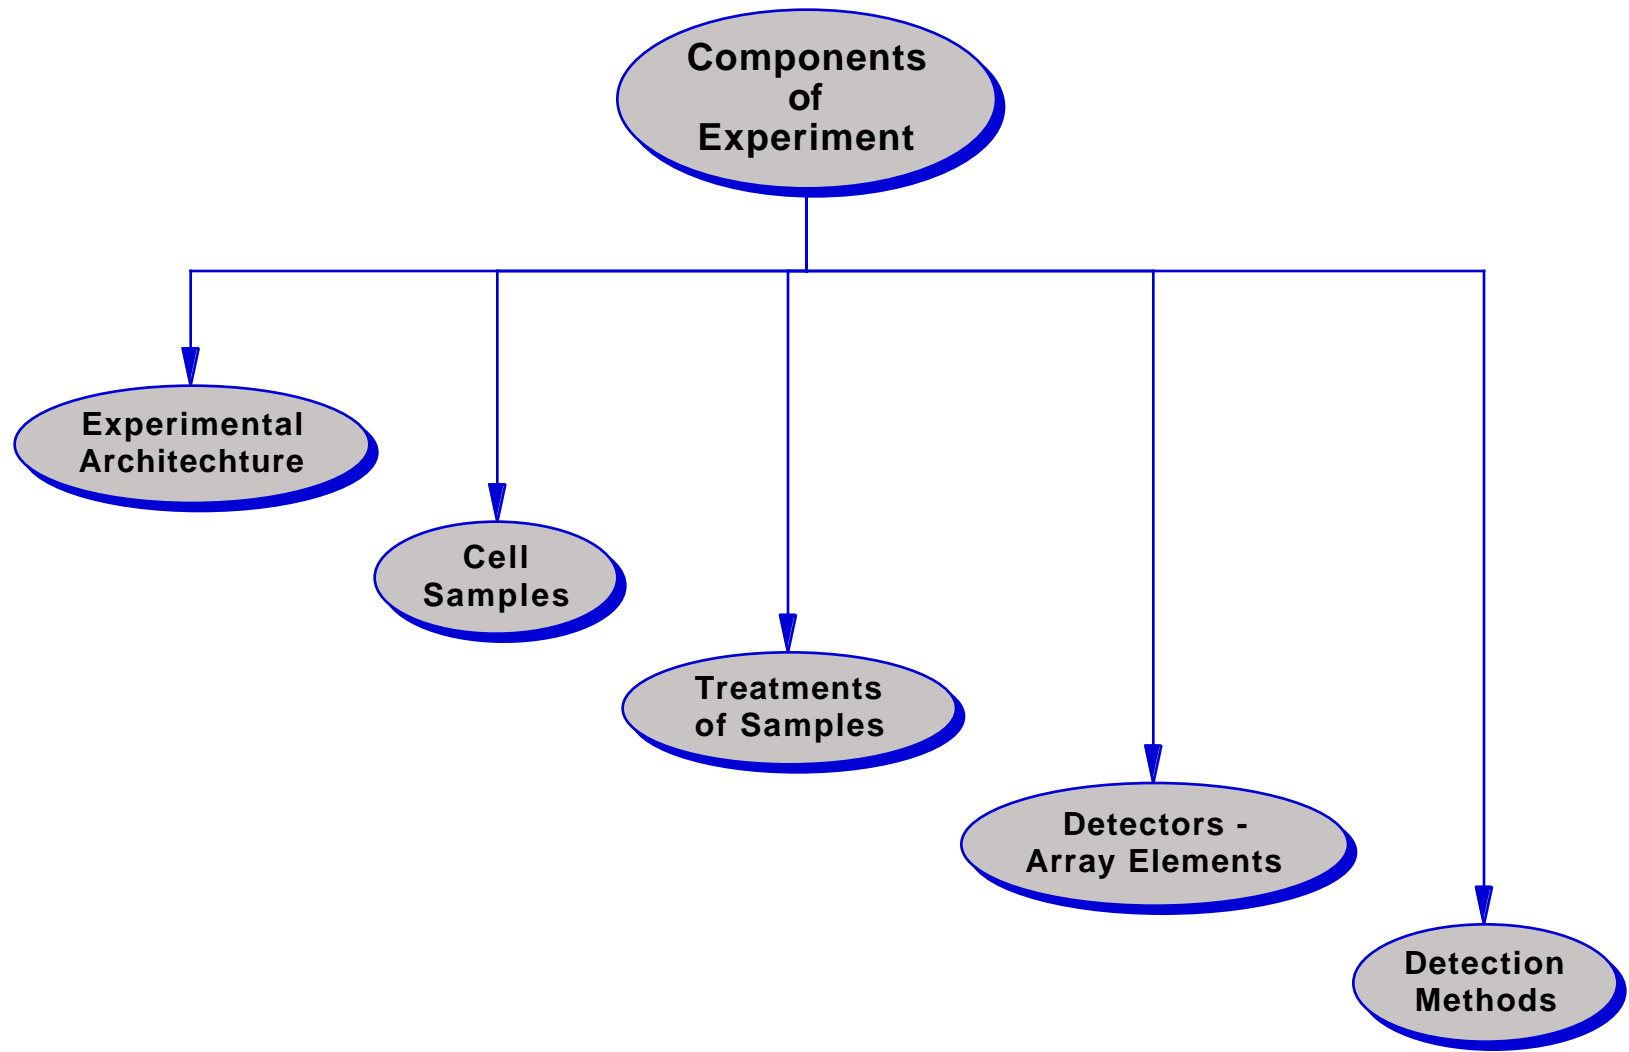 Components
of
Experiment
Experimental
Architechture
Cell
Samples
Treatments
of Samples
Detectors -
Array Elements
Detection
Methods